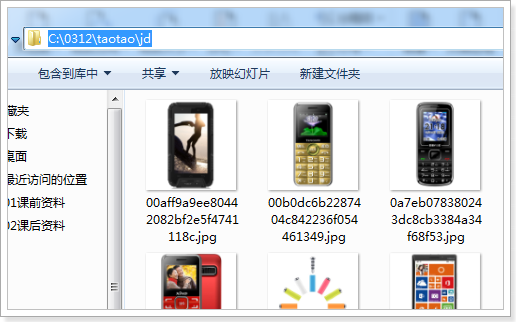 C:\0312\taotao\jd
包含到库中
共享
放映幻灯片
新建文件夹
藏夹
下载
桌面
最近访问的位置
01课前资料
02课后资料
00aff9a9ee8044
2082bf2e5f4741
118c.jpg
00b0dc6b22874
04c842236f054
461349.jpg
0a7eb07838024
3dc8cb3384a34
f68f53.jpg